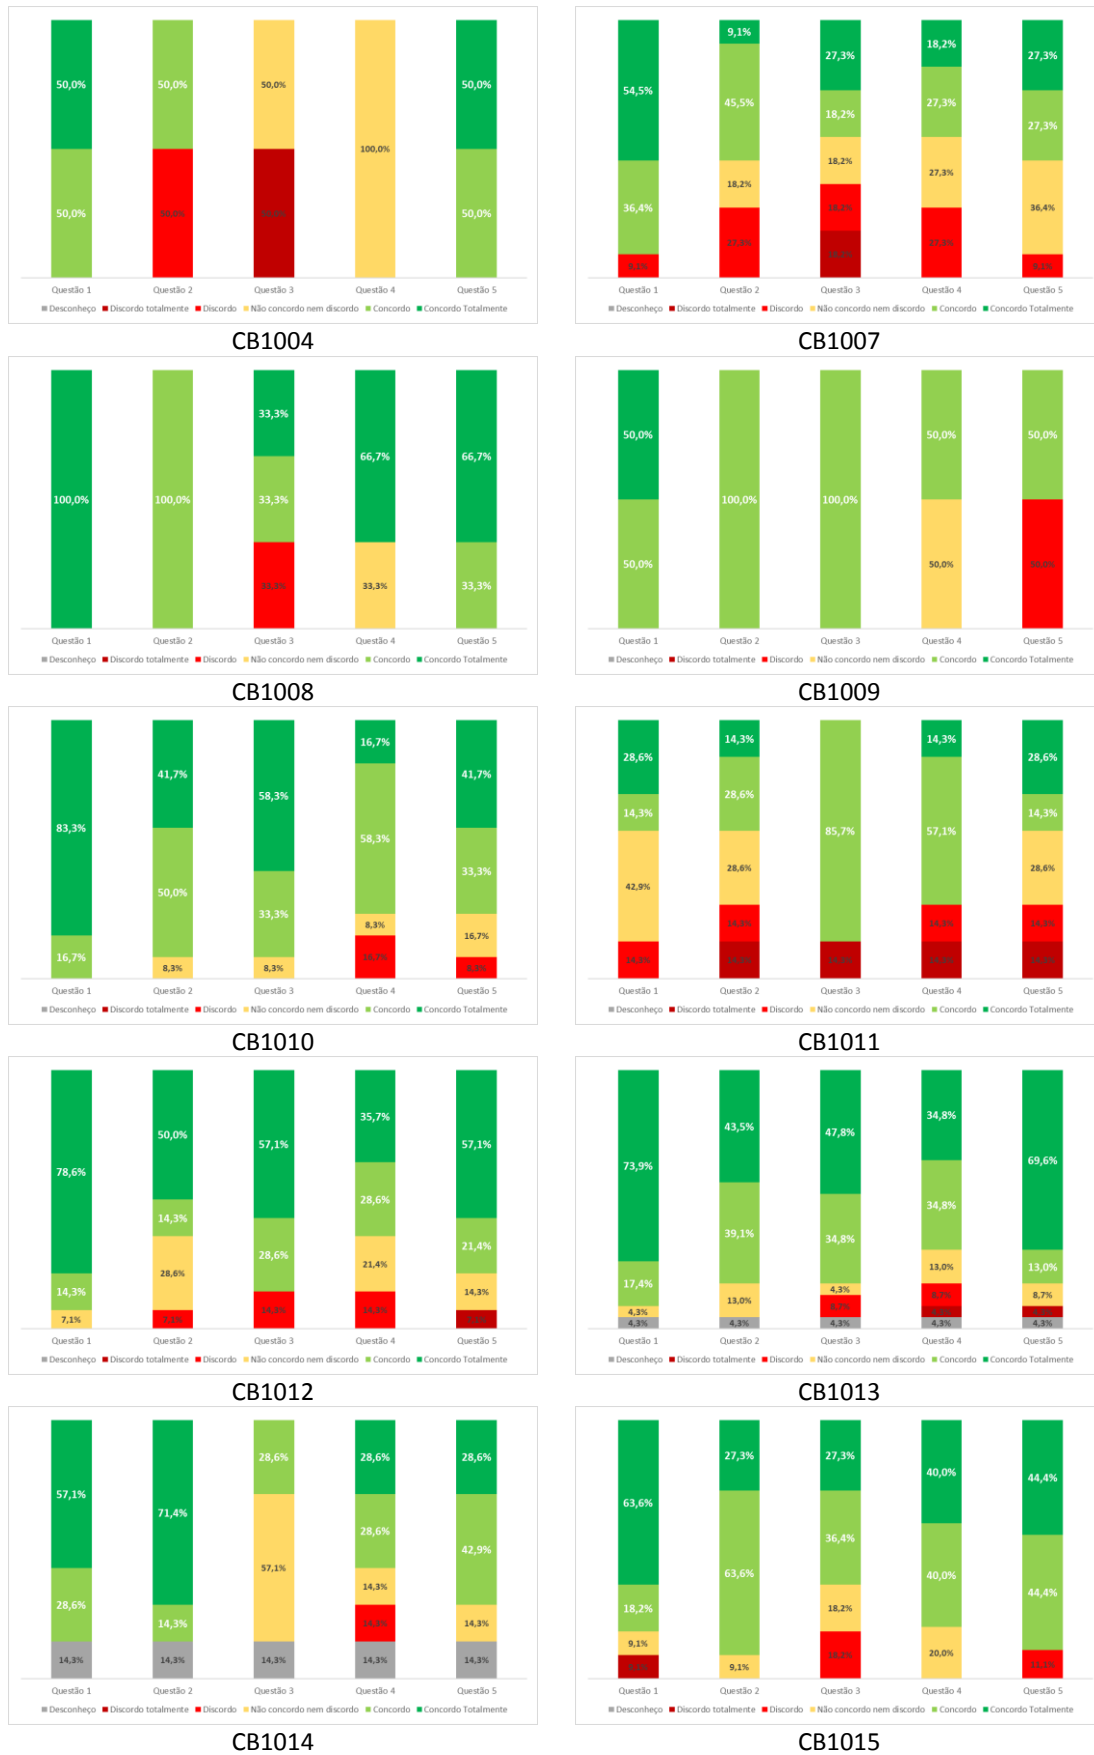 50,0% 50,0% 50,0% 50,0%
100,0%
50,0% 50,0%
Questão 1 Questão 2 Questão 3 Questão 4 Questão 5
Desconheço Discordo totalmente Discordo Não concordo nem discordo Concordo Concordo Totalmente
CB1004
9,1% 18,2%
54,5% 27,3% 27,3%
45,5% 18,2% 27,3% 27,3%
18,2% 18,2% 27,3%
36,4% 36,4%
Questão 1 Questão 2 Questão 3 Questão 4 Questão 5
Desconheço Discordo totalmente Discordo Não concordo nem discordo Concordo Concordo Totalmente
CB1007
33,3%
66,7% 66,7%
100,0% 100,0%
33,3%
33,3% 33,3%
Questão 1 Questão 2 Questão 3 Questão 4 Questão 5
Desconheço Discordo totalmente Discordo Não concordo nem discordo Concordo Concordo Totalmente
CB1008
50,0% 50,0% 50,0%
100,0% 100,0%
50,0% 50,0%
Questão 1 Questão 2 Questão 3 Questão 4 Questão 5
Desconheço Discordo totalmente Discordo Não concordo nem discordo Concordo Concordo Totalmente
CB1009
16,7%
41,7% 58,3% 41,7%
83,3% 58,3%
50,0% 33,3% 33,3%
8,3% 16,7%
16,7% 8,3% 8,3%
Questão 1 Questão 2 Questão 3 Questão 4 Questão 5
Desconheço Discordo totalmente Discordo Não concordo nem discordo Concordo Concordo Totalmente
CB1010
14,3% 14,3%
28,6% 28,6% 28,6%
14,3% 85,7% 57,1% 14,3%
42,9% 28,6% 28,6%
Questão 1 Questão 2 Questão 3 Questão 4 Questão 5
Desconheço Discordo totalmente Discordo Não concordo nem discordo Concordo Concordo Totalmente
CB1011
35,7%
50,0% 57,1% 57,1%
78,6% 28,6%
14,3%
28,6% 28,6% 21,4% 21,4%
14,3% 14,3%
7,1%
Questão 1 Questão 2 Questão 3 Questão 4 Questão 5
Desconheço Discordo totalmente Discordo Não concordo nem discordo Concordo Concordo Totalmente
CB1012
34,8%
43,5% 47,8%
73,9% 69,6%
39,1% 34,8% 34,8%
17,4% 13,0% 13,0%
4,3% 13,0% 4,3% 8,7%
4,3% 4,3% 4,3% 4,3% 4,3%
Questão 1 Questão 2 Questão 3 Questão 4 Questão 5
Desconheço Discordo totalmente Discordo Não concordo nem discordo Concordo Concordo Totalmente
CB1013
28,6% 28,6% 28,6%
57,1% 71,4%
28,6% 42,9%
57,1% 14,3%
28,6% 14,3% 14,3%
14,3% 14,3% 14,3% 14,3% 14,3%
Questão 1 Questão 2 Questão 3 Questão 4 Questão 5
Desconheço Discordo totalmente Discordo Não concordo nem discordo Concordo Concordo Totalmente
CB1014
27,3% 27,3% 40,0% 44,4%
63,6%
36,4%
63,6% 40,0% 44,4%
18,2% 18,2%
9,1% 9,1% 20,0%
Questão 1 Questão 2 Questão 3 Questão 4 Questão 5
Desconheço Discordo totalmente Discordo Não concordo nem discordo Concordo Concordo Totalmente
CB1015